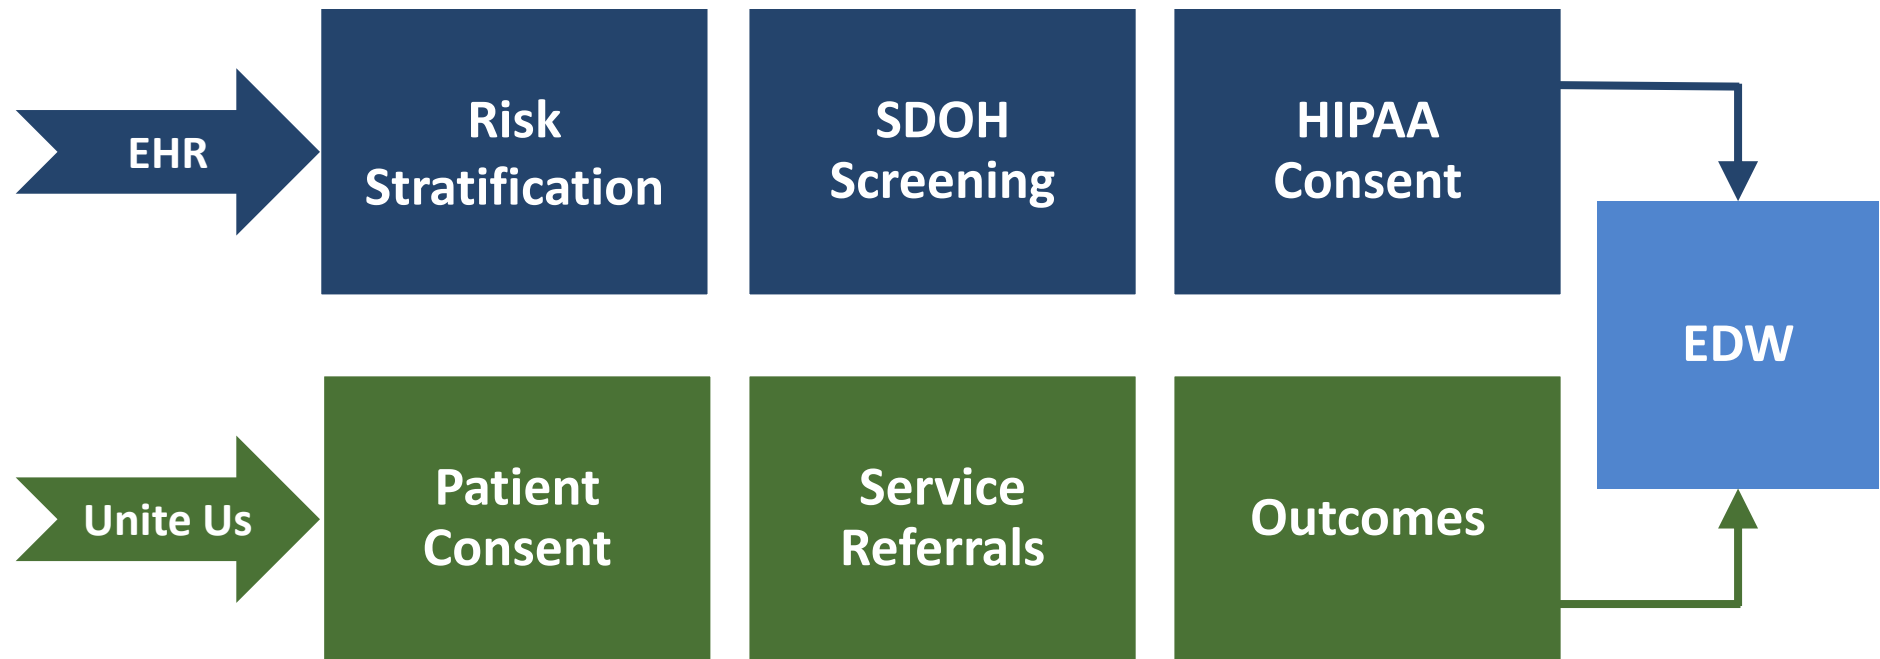 EHR
Risk
Stratification
SDOH
Screening
HIPAA
Consent
EDW
Unite Us
Patient
Consent
Service
Referrals
Outcomes